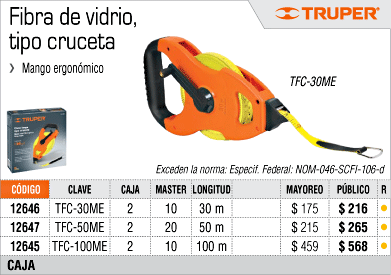 Fibra de vidrio,
tipo cruceta
TRUPER®
› Mango ergonómico
TFC-30ME
TRUPER
Exceden la norma: Especif. Federal: NOM-046-SCFI-106-d
CÓDIGO CLAVE CAJA MASTER LONGITUD MAYOREO PÚBLICO R
12646 TFC-30ME 2 10 30 m $ 175 $ 216
12647 TFC-50ME 2 20 50 m $ 215 $ 265
12645 TFC-100ME 2 10 100 m $ 459 $ 568
CAJA